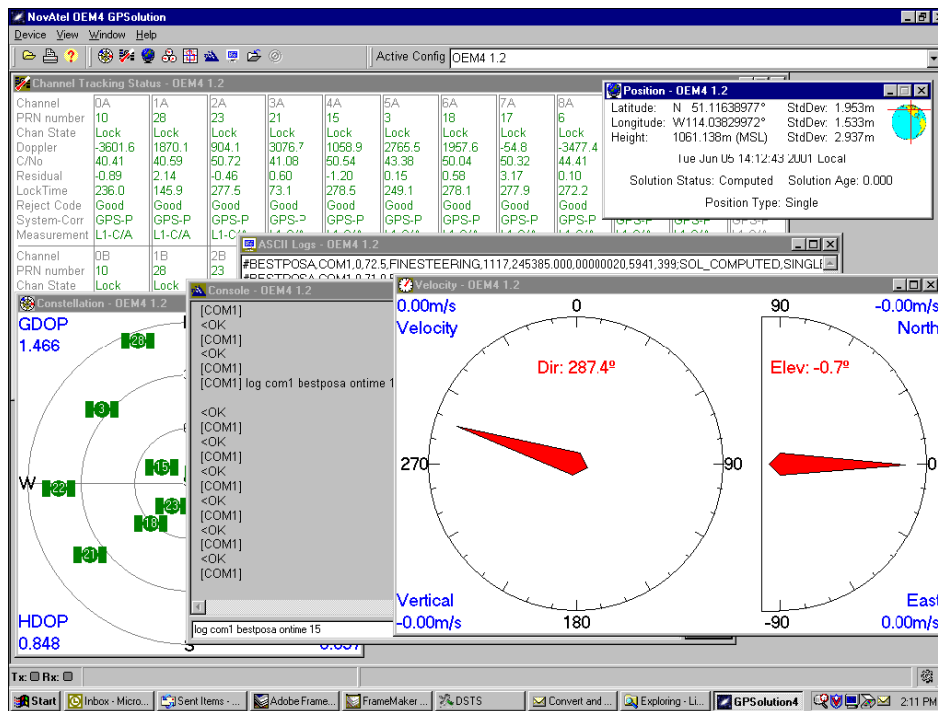 NovAtel OEM4 GPSolution
Device View Window Help
Active Config OEM4 1.2
Channel Tracking Status - OEM4 1.2
Channel 0A 1A 2A 3A 4A 5A 6A 7A 8A
PRN number 10 28 23 21 15 3 18 17 6
Chan State Lock Lock Lock Lock Lock Lock Lock Lock Lock
Doppler -3601.6 1870.1 904.1 3076.7 1058.9 2765.5 1957.6 -54.8 -3477.4
C/No 40.41 40.59 50.72 41.08 50.54 43.38 50.04 50.32 44.41
Residual -0.89 2.14 -0.46 0.60 -1.20 0.15 0.58 3.17 0.10
LockTime 236.0 145.9 277.5 73.1 278.5 249.1 278.1 277.9 272.2
Reject Code Good Good Good Good Good Good Good Good Good
System-Corr GPS-P GPS-P GPS-P GPS-P GPS-P GPS-P GPS-P GPS-P GPS-P
Measurement L1-C/A L1-C/A
Channel 0B 1B 2B
PRN number 10 28 23
Chan State Lock Lock
Position - OEM4 1.2
Latitude: N 51.11638977° StdDev: 1.953m
Longitude: W114.03829972° StdDev: 1.533m
Height: 1061.138m (MSL) StdDev: 2.937m
Tue Jun 05 14:12:43 2001 Local
Solution Status: Computed Solution Age: 0.000
Position Type: Single
ASCII Logs - OEM4 1.2
#BESTPOSA,COM1,0,72.5,FINESTEERING,1117,245385.000,00000020,5941,399;SOL_COMPUTED,SINGLE
Constellation - OEM4 1.2
GDOP
1.466
28
3
15
W 22
23
18
21
HDOP
0.848
S
Console - OEM4 1.2
[COM1]
<OK
[COM1]
<OK
[COM1]
[COM1] log com1 bestposa ontime 1
<OK
[COM1]
<OK
[COM1]
<OK
[COM1]
<OK
[COM1]
<OK
[COM1]
<OK
[COM1]
log com1 bestposa ontime 15
Velocity - OEM4 1.2
0.00m/s 0 90 -0.00m/s
Velocity North
Dir: 287.4º Elev: -0.7º
270 90 0
Vertical East
-0.00m/s 180 -90 0.00m/s
Tx: Rx:
Start Inbox - Micro... Sent Items - ... Adobe Frame... FrameMaker ... DSTS Convert and ... Exploring - Li... GPSolution4 2:11 PM